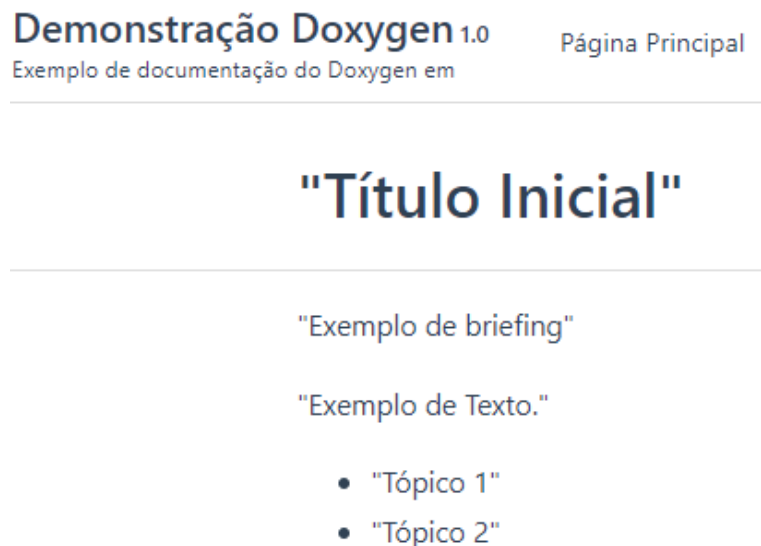 Demonstração Doxygen 1.0
Página Principal
Exemplo de documentação do Doxygen em
"Título Inicial"
"Exemplo de briefing"
"Exemplo de Texto."
• "Tópico 1"
• "Tópico 2"